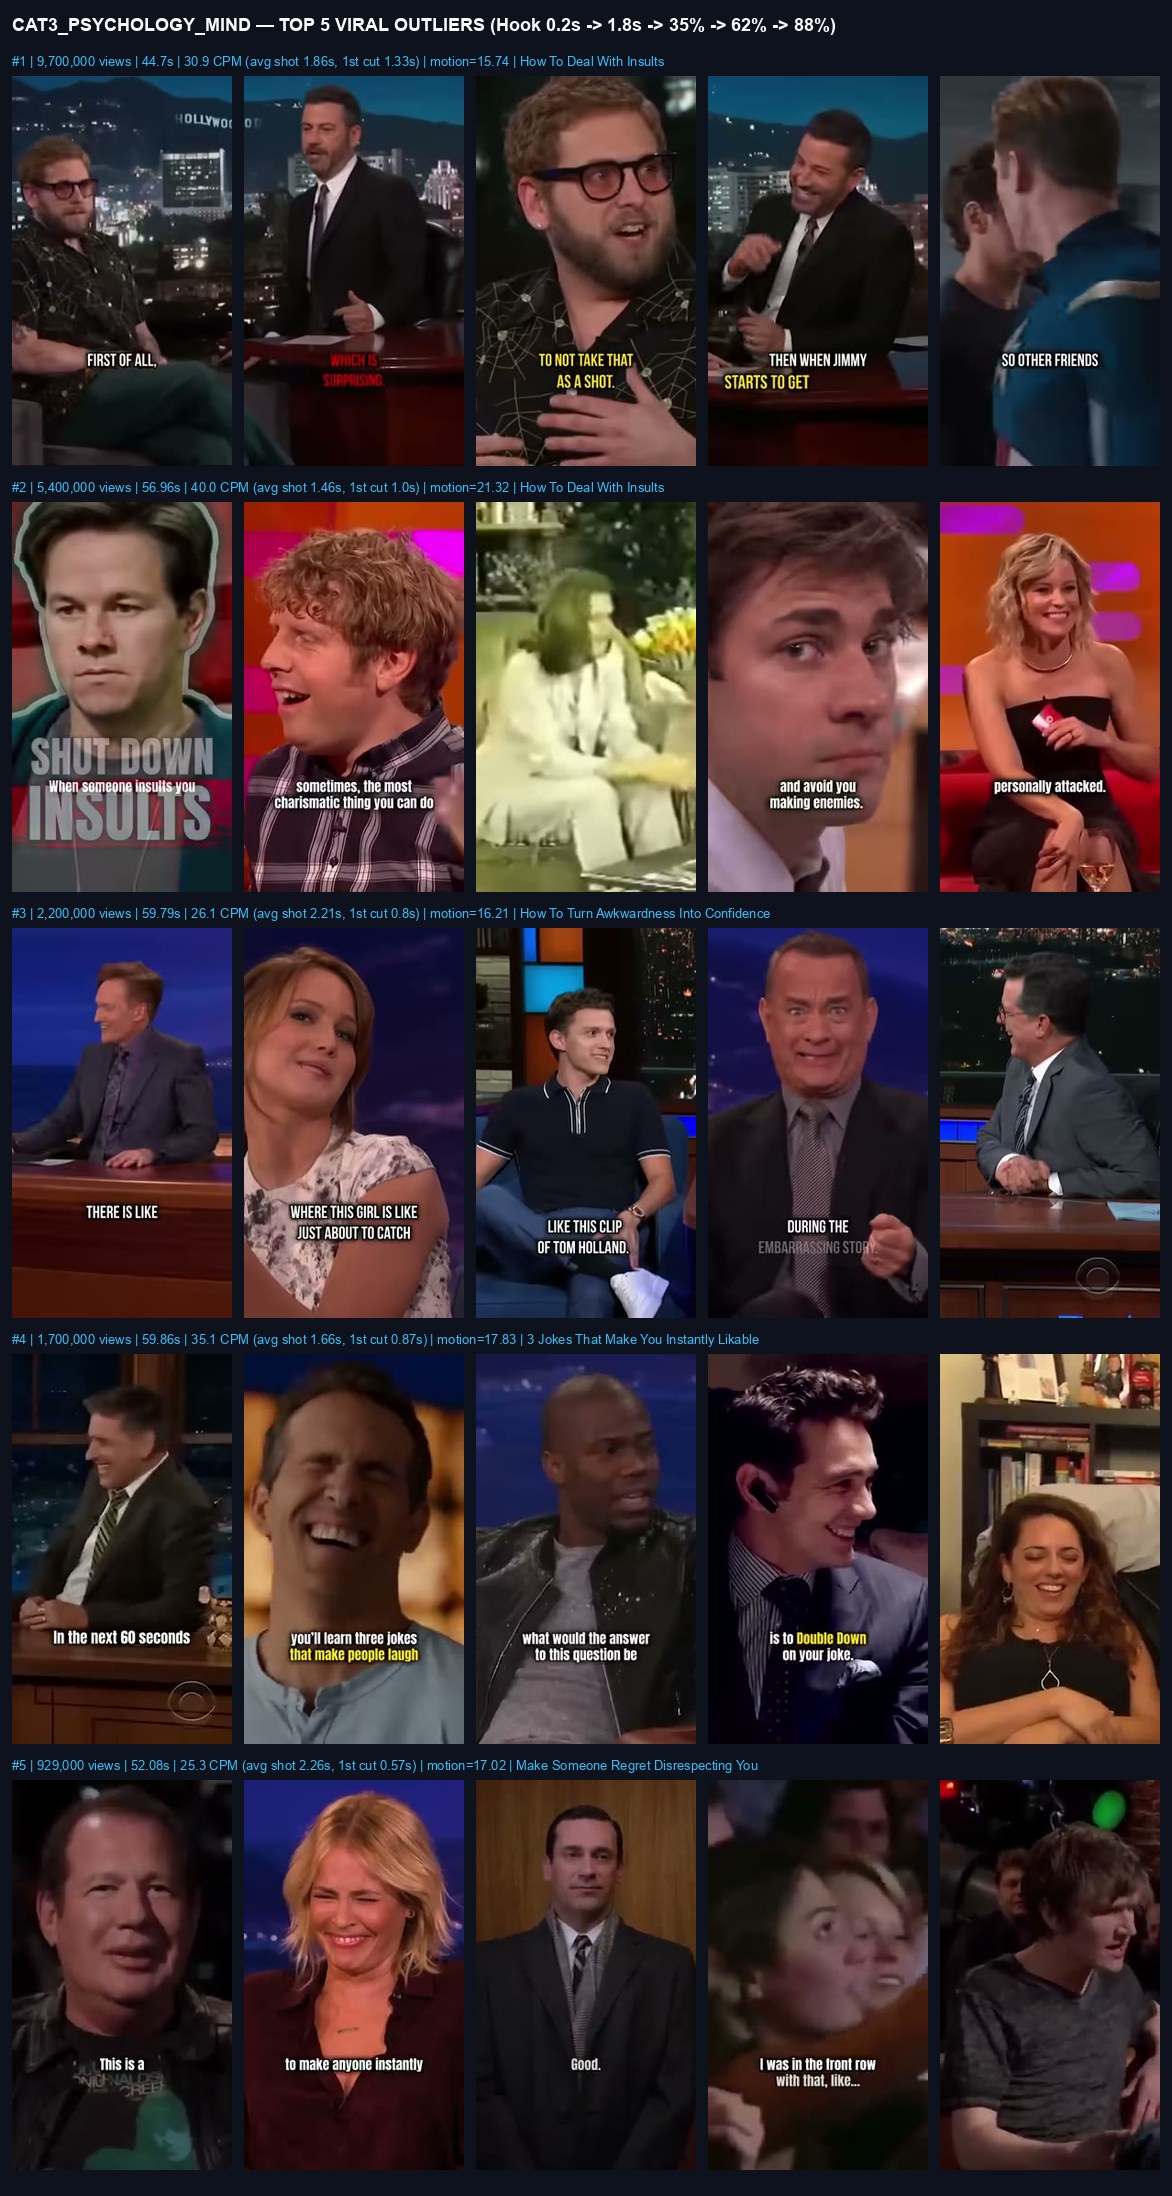 CAT3_PSYCHOLOGY_MIND — TOP 5 VIRAL OUTLIERS (Hook 0.2s -> 1.8s -> 35% -> 62% -> 88%)
#1 | 9,700,000 views | 44.7s | 30.9 CPM (avg shot 1.86s, 1st cut 1.33s) | motion=15.74 | How To Deal With Insults
HOLLYWOOD
FIRST OF ALL,
WHICH IS
SURPRISING.
TO NOT TAKE THAT
AS A SHOT.
THEN WHEN JIMMY
STARTS TO GET
SO OTHER FRIENDS
#2 | 5,400,000 views | 56.96s | 40.0 CPM (avg shot 1.46s, 1st cut 1.0s) | motion=21.32 | How To Deal With Insults
SHUT DOWN
When someone insults you
INSULTS
sometimes, the most
charismatic thing you can do
and avoid you
making enemies.
personally attacked.
#3 | 2,200,000 views | 59.79s | 26.1 CPM (avg shot 2.21s, 1st cut 0.8s) | motion=16.21 | How To Turn Awkwardness Into Confidence
THERE IS LIKE
WHERE THIS GIRL IS LIKE
JUST ABOUT TO CATCH
LIKE THIS CLIP
OF TOM HOLLAND.
DURING THE
EMBARRASSING STORY.
#4 | 1,700,000 views | 59.86s | 35.1 CPM (avg shot 1.66s, 1st cut 0.87s) | motion=17.83 | 3 Jokes That Make You Instantly Likable
In the next 60 seconds
you'll learn three jokes
that make people laugh
what would the answer
to this question be
is to Double Down
on your joke.
#5 | 929,000 views | 52.08s | 25.3 CPM (avg shot 2.26s, 1st cut 0.57s) | motion=17.02 | Make Someone Regret Disrespecting You
This is a
CREEK
to make anyone instantly
Good.
I was in the front row
with that, like...